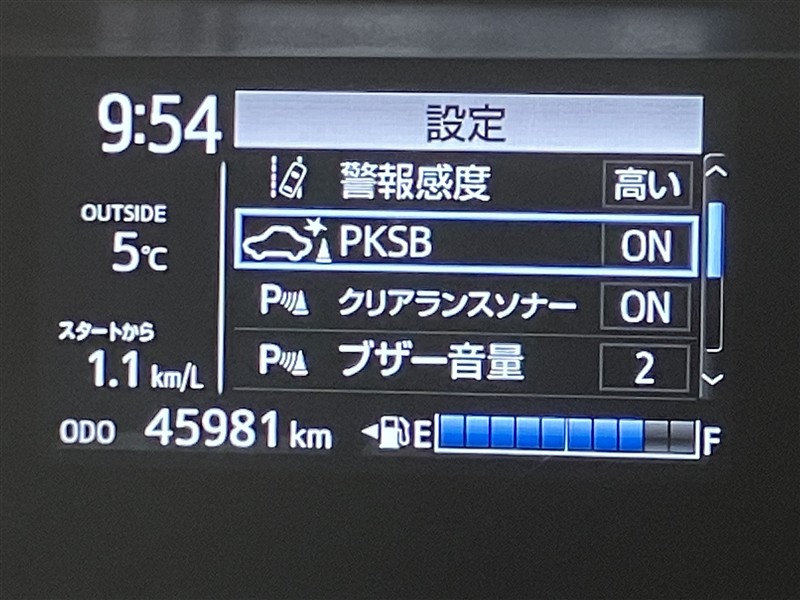 9:54
設定
警報感度 高い
OUTSIDE
5℃
PKSB ON
P クリアランスソナー ON
スタートから
1.1 km/L
P ブザー音量 2
ODO 45981 km E F